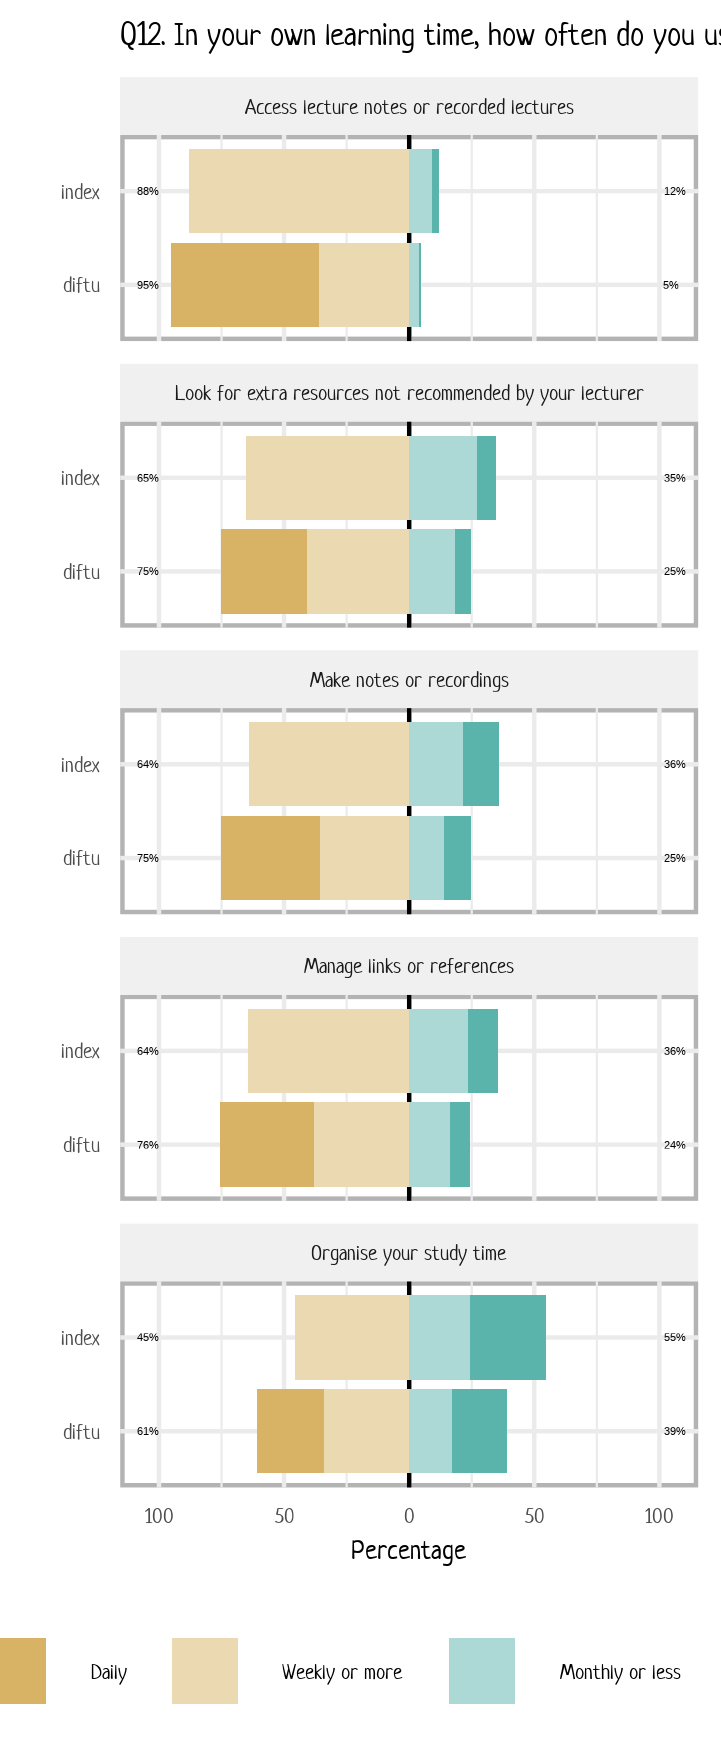 Q12. In your own learning time, how often do you
Access lecture notes or recorded lectures
index 88% 12%
diftu 95% 5%
Look for extra resources not recommended by your lecturer
index 65% 35%
diftu 75% 25%
Make notes or recordings
index 64% 36%
diftu 75% 25%
Manage links or references
index 64% 36%
diftu 76% 24%
Organise your study time
index 45% 55%
diftu 61% 39%
100 50 0 50 100
Percentage
Daily Weekly or more Monthly or less